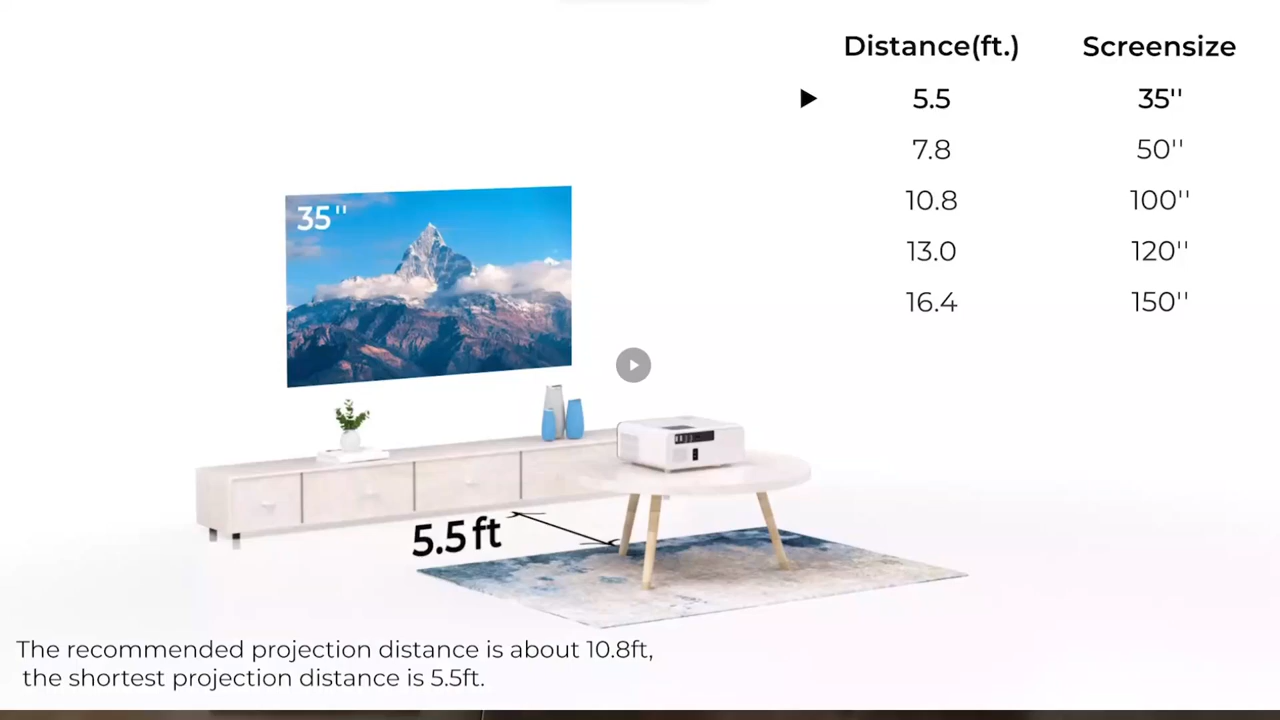 Distance(ft.) Screensize
5.5 35''
7.8 50''
10.8 100''
13.0 120''
16.4 150''
35''
5.5 ft
The recommended projection distance is about 10.8ft,
the shortest projection distance is 5.5ft.